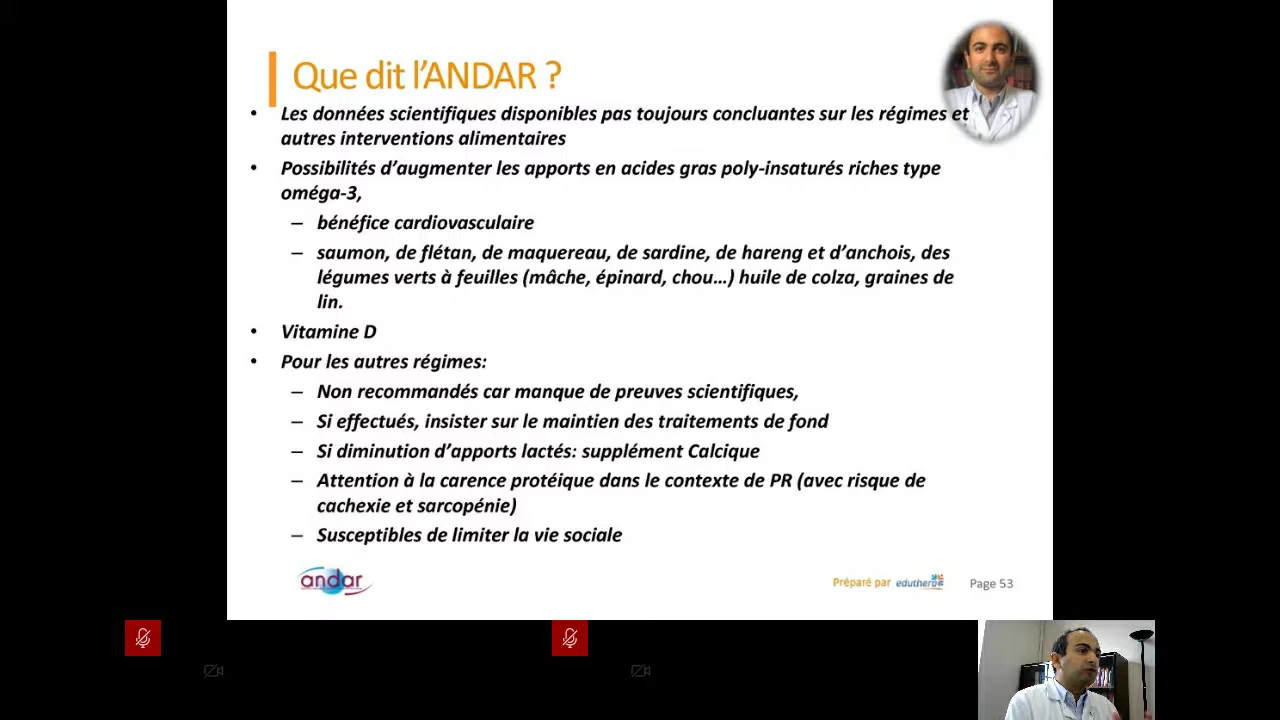 Que dit l'ANDAR ?
• Les données scientifiques disponibles pas toujours concluantes sur les régimes et
autres interventions alimentaires
• Possibilités d'augmenter les apports en acides gras poly-insaturés riches type
oméga-3,
– bénéfice cardiovasculaire
– saumon, de flétan, de maquereau, de sardine, de hareng et d'anchois, des
légumes verts à feuilles (mâche, épinard, chou…) huile de colza, graines de
lin.
• Vitamine D
• Pour les autres régimes:
– Non recommandés car manque de preuves scientifiques,
– Si effectués, insister sur le maintien des traitements de fond
– Si diminution d'apports lactés: supplément Calcique
– Attention à la carence protéique dans le contexte de PR (avec risque de
cachexie et sarcopénie)
– Susceptibles de limiter la vie sociale
andar
Préparé par eduthera
Page 53